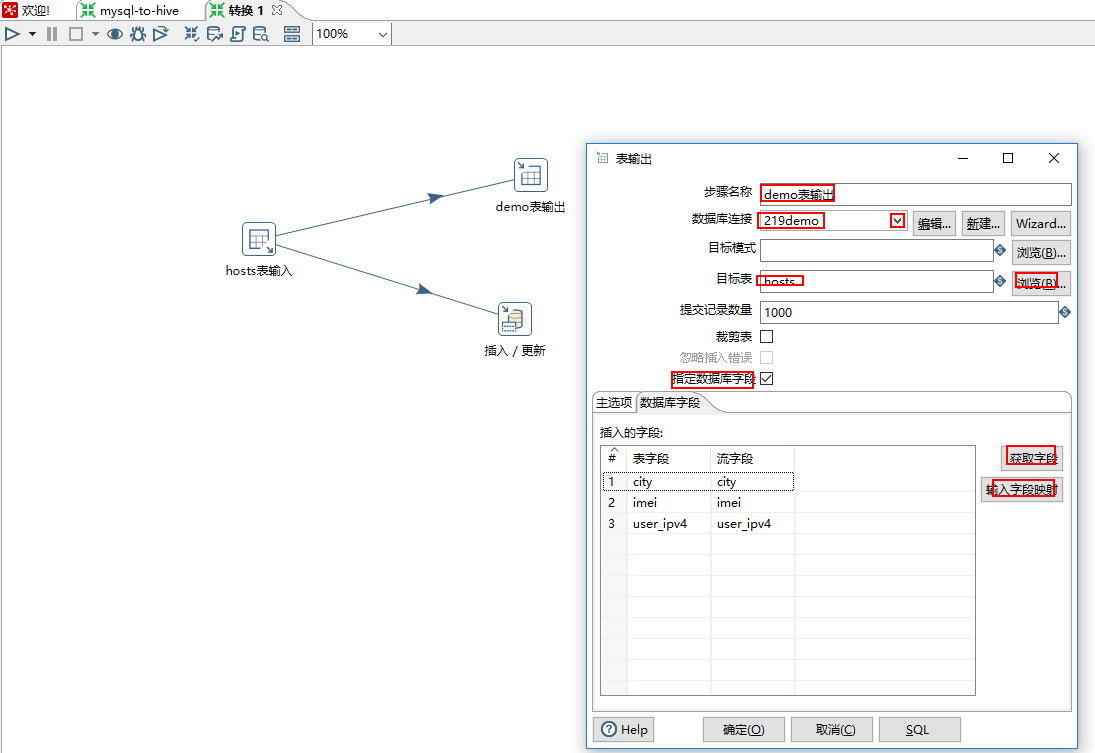 欢迎!
mysql-to-hive
转换 1
100%
demo表输出
hosts表输入
插入 / 更新
表输出
步骤名称
demo表输出
数据库连接
219demo
编辑...
新建...
Wizard...
目标模式
浏览(B)...
目标表
hosts
浏览(B)...
提交记录数量
1000
裁剪表
忽略插入错误
指定数据库字段
主选项
数据库字段
插入的字段:
# 表字段 流字段
1 city city
2 imei imei
3 user_ipv4 user_ipv4
获取字段
输入字段映射
Help
确定(O)
取消(C)
SQL